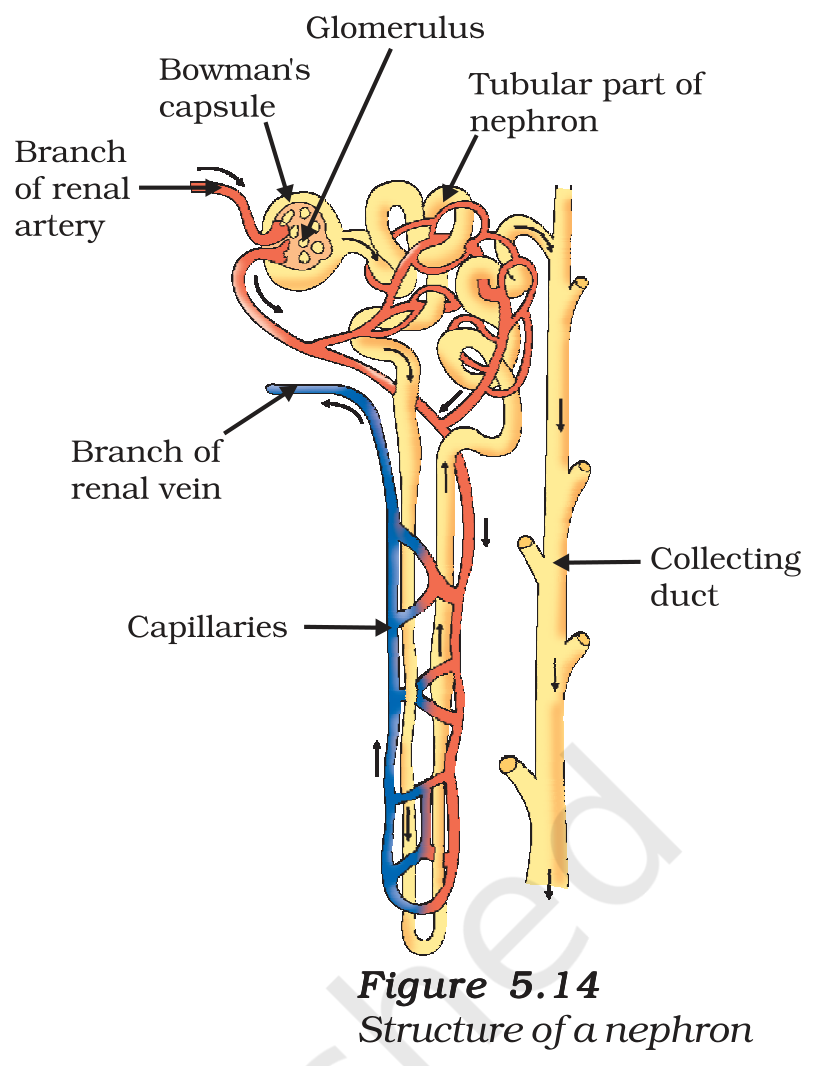 Glomerulus
Bowman's
capsule
Tubular part of
nephron
Branch
of renal
artery
Branch of
renal vein
Collecting
duct
Capillaries
Figure 5.14
Structure of a nephron